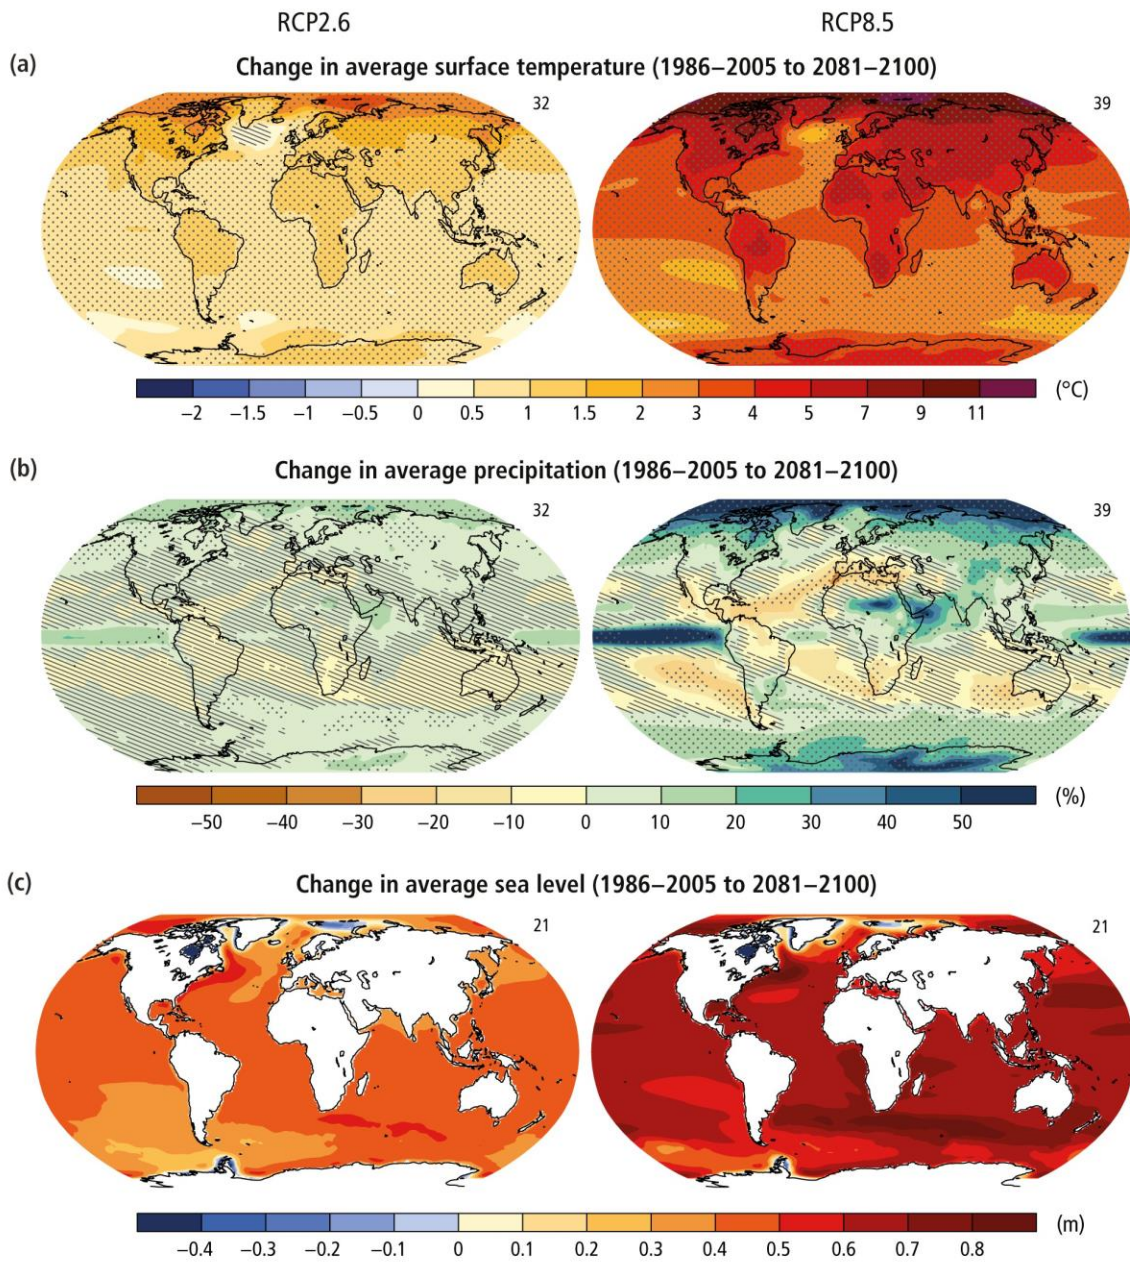 RCP2.6 RCP8.5
(a) Change in average surface temperature (1986–2005 to 2081–2100)
32 39
−2 −1.5 −1 −0.5 0 0.5 1 1.5 2 3 4 5 7 9 11 (°C)
(b) Change in average precipitation (1986–2005 to 2081–2100)
32 39
−50 −40 −30 −20 −10 0 10 20 30 40 50 (%)
(c) Change in average sea level (1986–2005 to 2081–2100)
21 21
−0.4 −0.3 −0.2 −0.1 0 0.1 0.2 0.3 0.4 0.5 0.6 0.7 0.8 (m)